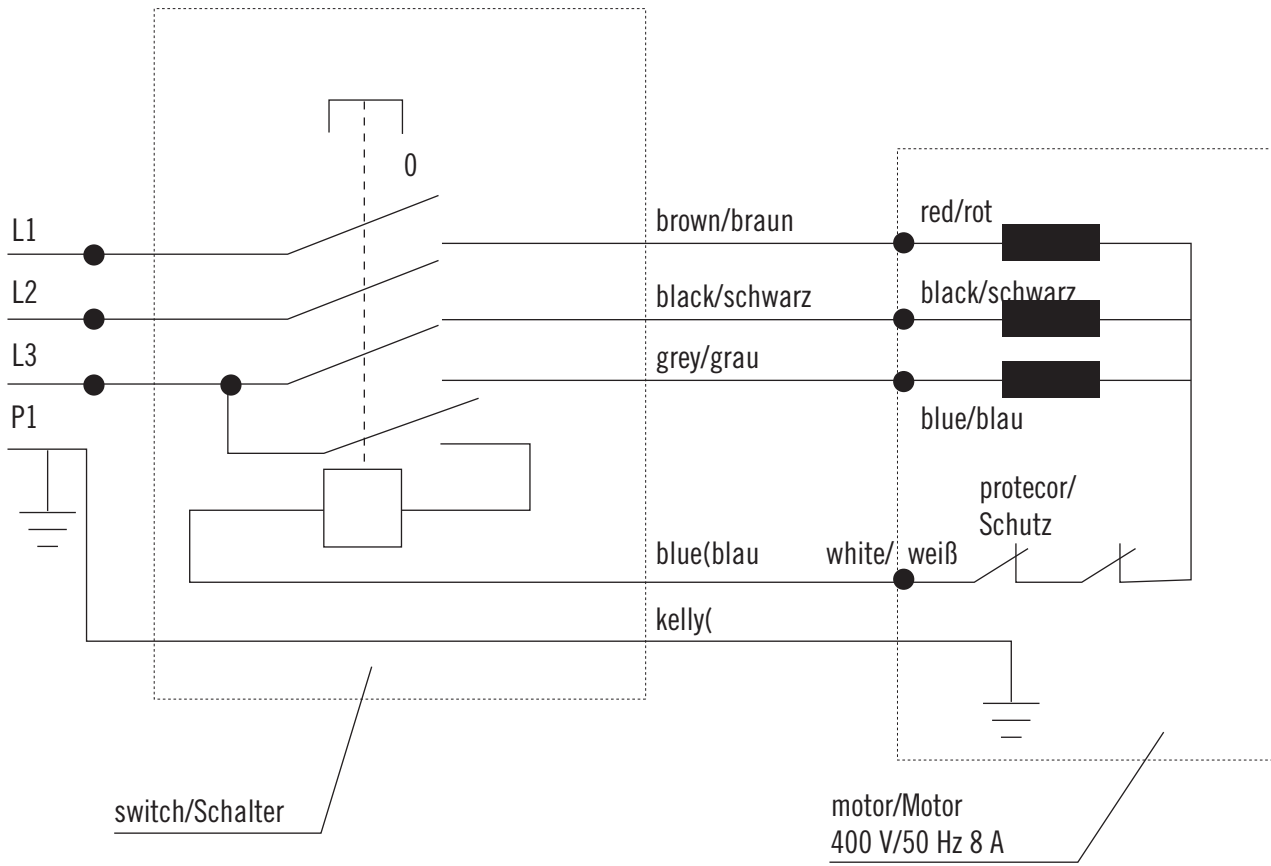 0
L1
brown/braun
red/rot
L2
black/schwarz
black/schwarz
L3
grey/grau
P1
blue/blau
protecor/
Schutz
blue(blau
white/ weiß
kelly(
switch/Schalter
motor/Motor
400 V/50 Hz 8 A